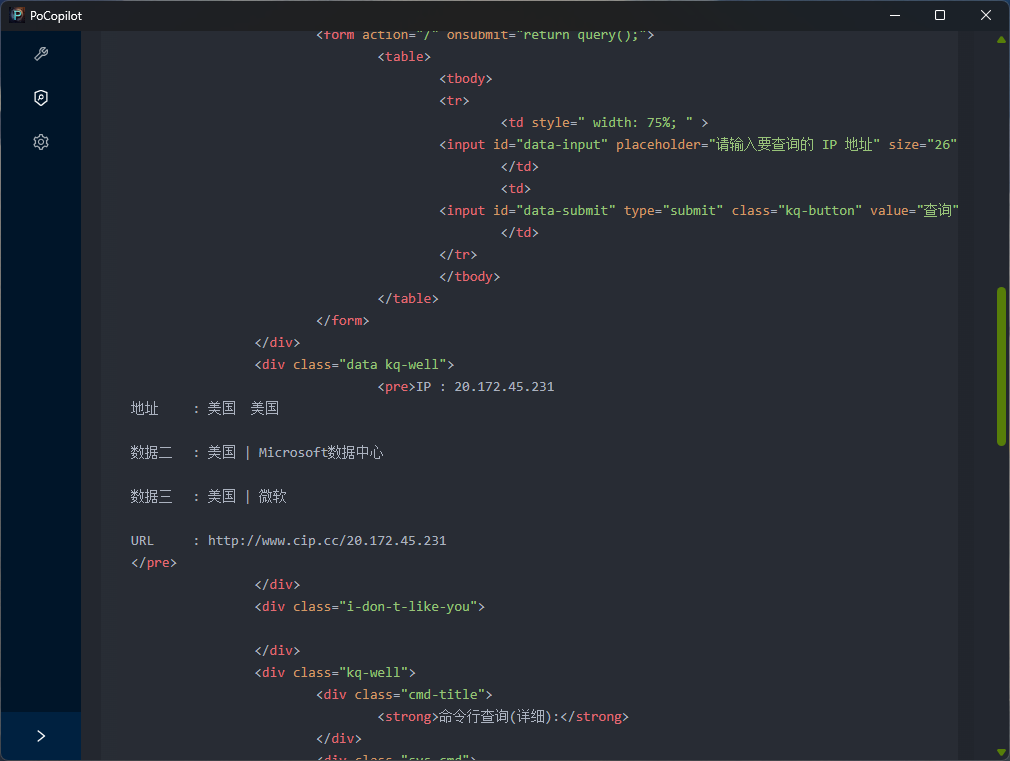 PoCopilot
<form action="/" onsubmit="return query();">
<table>
<tbody>
<tr>
<td style=" width: 75%; " >
<input id="data-input" placeholder="请输入要查询的 IP 地址" size="26"
</td>
<td>
<input id="data-submit" type="submit" class="kq-button" value="查询"
</td>
</tr>
</tbody>
</table>
</form>
</div>
<div class="data kq-well">
<pre>IP : 20.172.45.231
地址 : 美国 美国
数据二 : 美国 | Microsoft数据中心
数据三 : 美国 | 微软
URL : http://www.cip.cc/20.172.45.231
</pre>
</div>
<div class="i-don-t-like-you">
</div>
<div class="kq-well">
<div class="cmd-title">
<strong>命令行查询(详细):</strong>
</div>
<div class="sys-cmd">